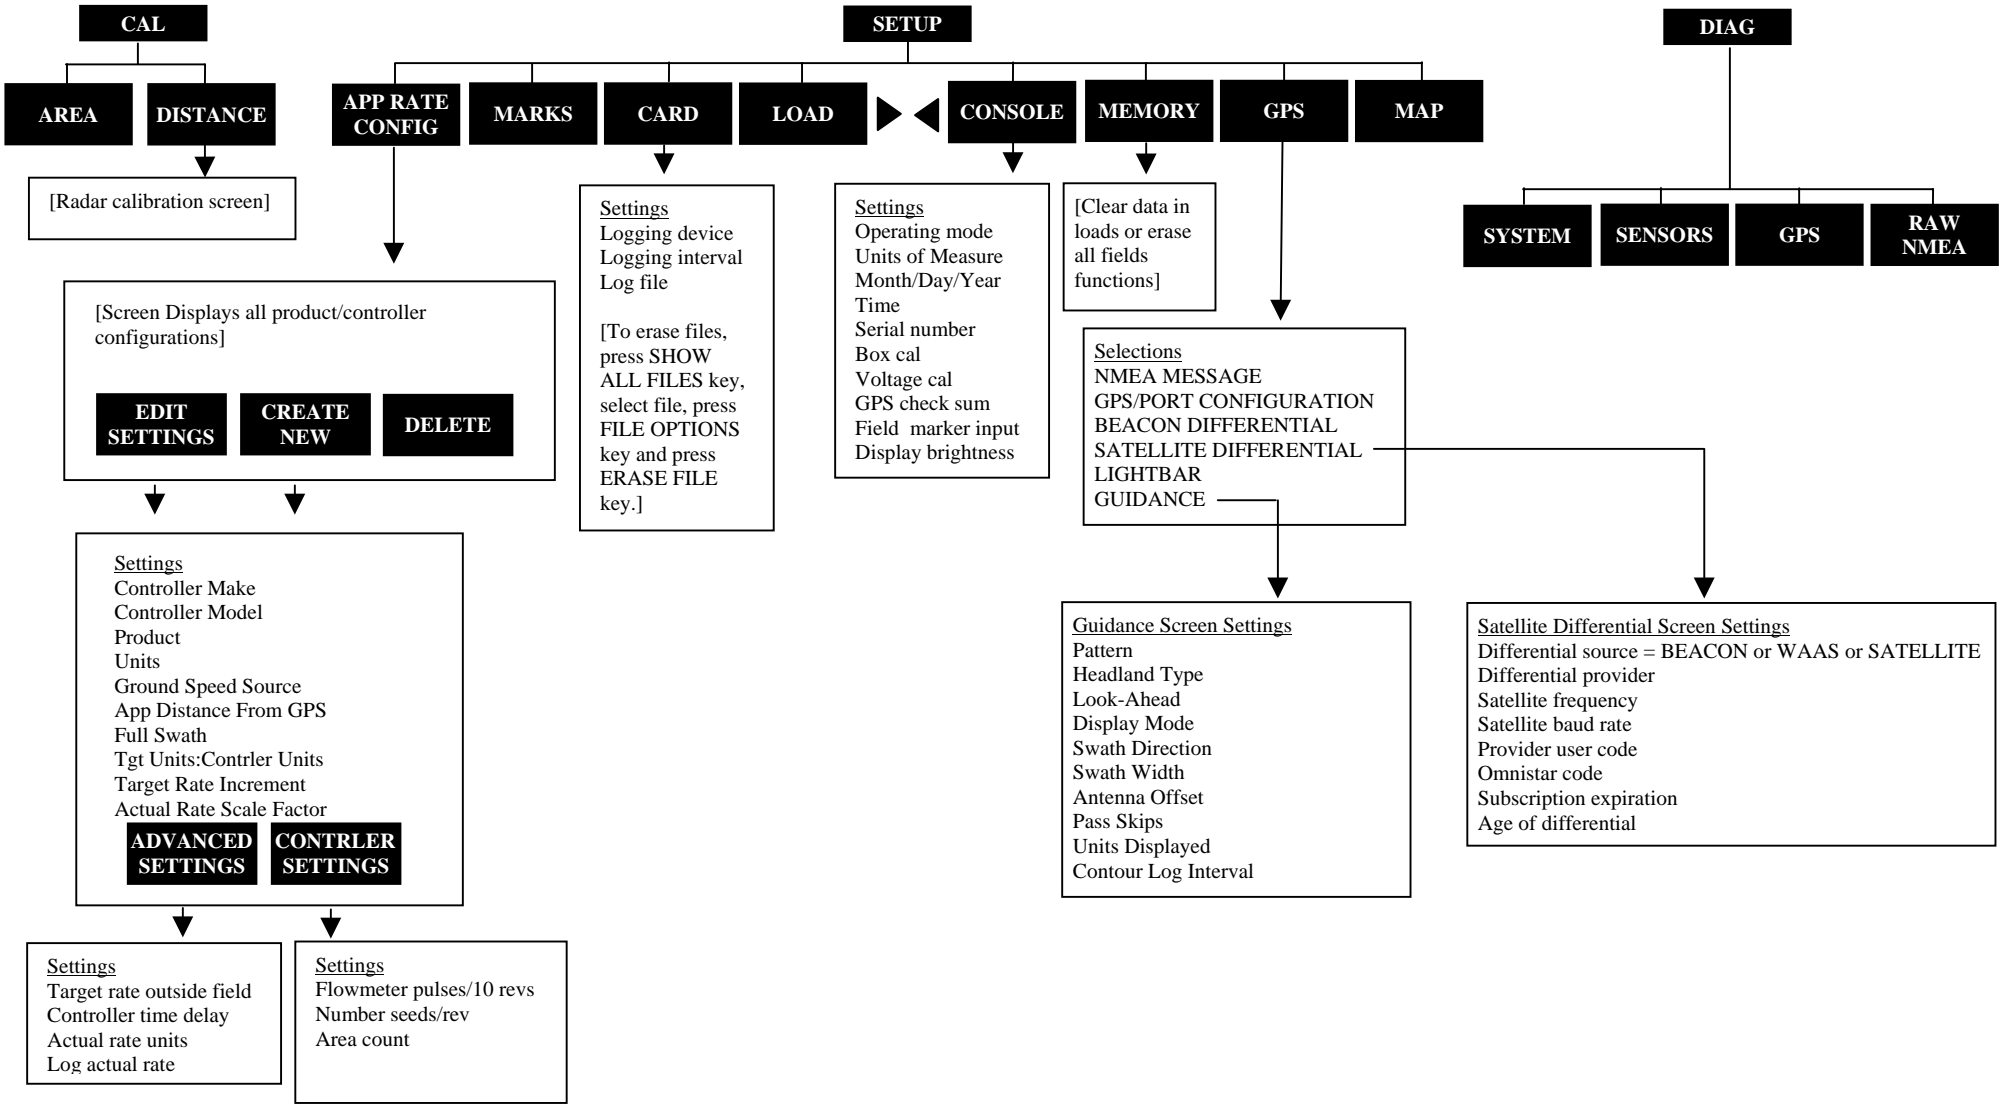 CAL
AREA
DISTANCE
[Radar calibration screen]
SETUP
APP RATE
CONFIG
MARKS
CARD
LOAD
CONSOLE
MEMORY
GPS
MAP
[Screen Displays all product/controller
configurations]
EDIT
SETTINGS
CREATE
NEW
DELETE
Settings
Controller Make
Controller Model
Product
Units
Ground Speed Source
App Distance From GPS
Full Swath
Tgt Units:Contrler Units
Target Rate Increment
Actual Rate Scale Factor
ADVANCED
SETTINGS
CONTRLER
SETTINGS
Settings
Target rate outside field
Controller time delay
Actual rate units
Log actual rate
Settings
Flowmeter pulses/10 revs
Number seeds/rev
Area count
Settings
Logging device
Logging interval
Log file
[To erase files,
press SHOW
ALL FILES key,
select file, press
FILE OPTIONS
key and press
ERASE FILE
key.]
Settings
Operating mode
Units of Measure
Month/Day/Year
Time
Serial number
Box cal
Voltage cal
GPS check sum
Field marker input
Display brightness
[Clear data in
loads or erase
all fields
functions]
Selections
NMEA MESSAGE
GPS/PORT CONFIGURATION
BEACON DIFFERENTIAL
SATELLITE DIFFERENTIAL
LIGHTBAR
GUIDANCE
Guidance Screen Settings
Pattern
Headland Type
Look-Ahead
Display Mode
Swath Direction
Swath Width
Antenna Offset
Pass Skips
Units Displayed
Contour Log Interval
Satellite Differential Screen Settings
Differential source = BEACON or WAAS or SATELLITE
Differential provider
Satellite frequency
Satellite baud rate
Provider user code
Omnistar code
Subscription expiration
Age of differential
DIAG
SYSTEM
SENSORS
GPS
RAW
NMEA